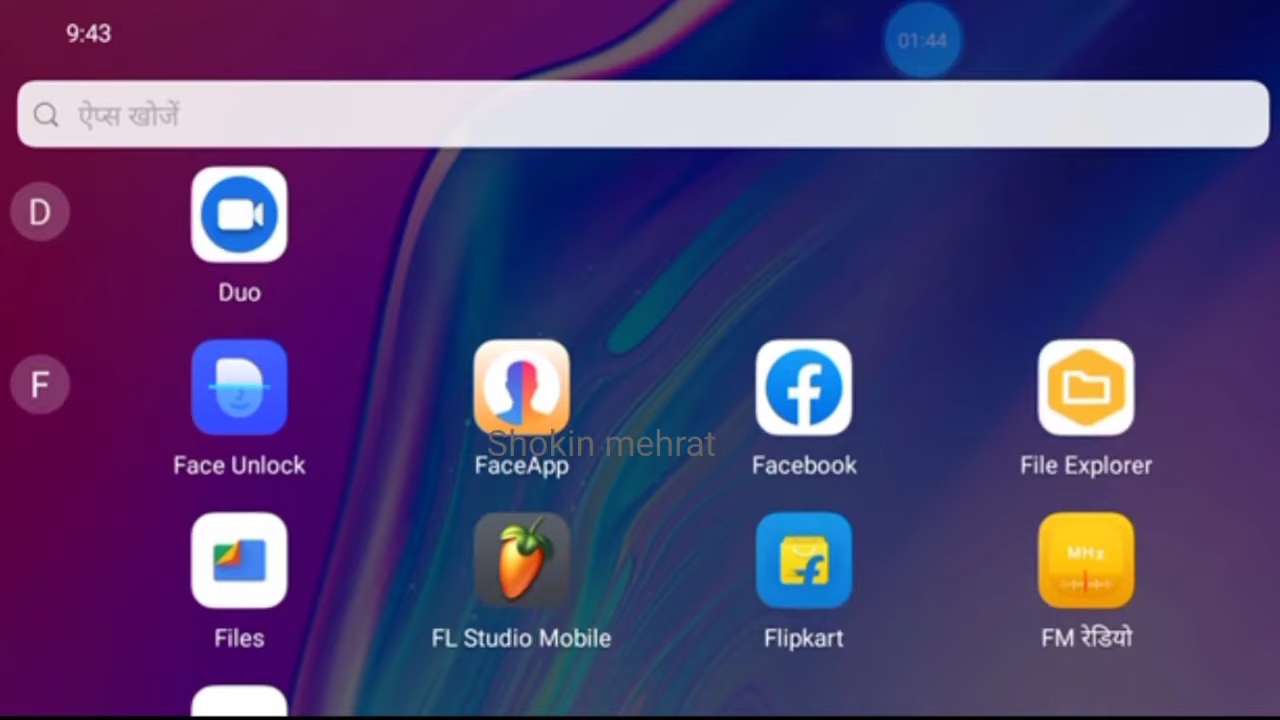 9:43
01:44
ऐप्स खोजें
D
Duo
F
Face Unlock
FaceApp
Facebook
File Explorer
Shokin mehrat
MHz
Files
FL Studio Mobile
Flipkart
FM रेडियो